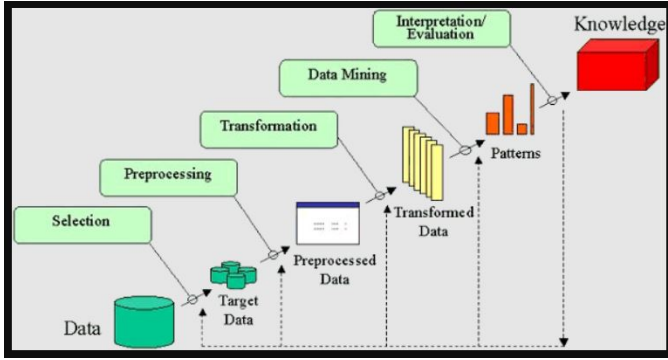 Interpretation/
Evaluation
Knowledge
Data Mining
Transformation
Patterns
Preprocessing
Transformed
Data
Selection
Preprocessed
Data
Target
Data
Data